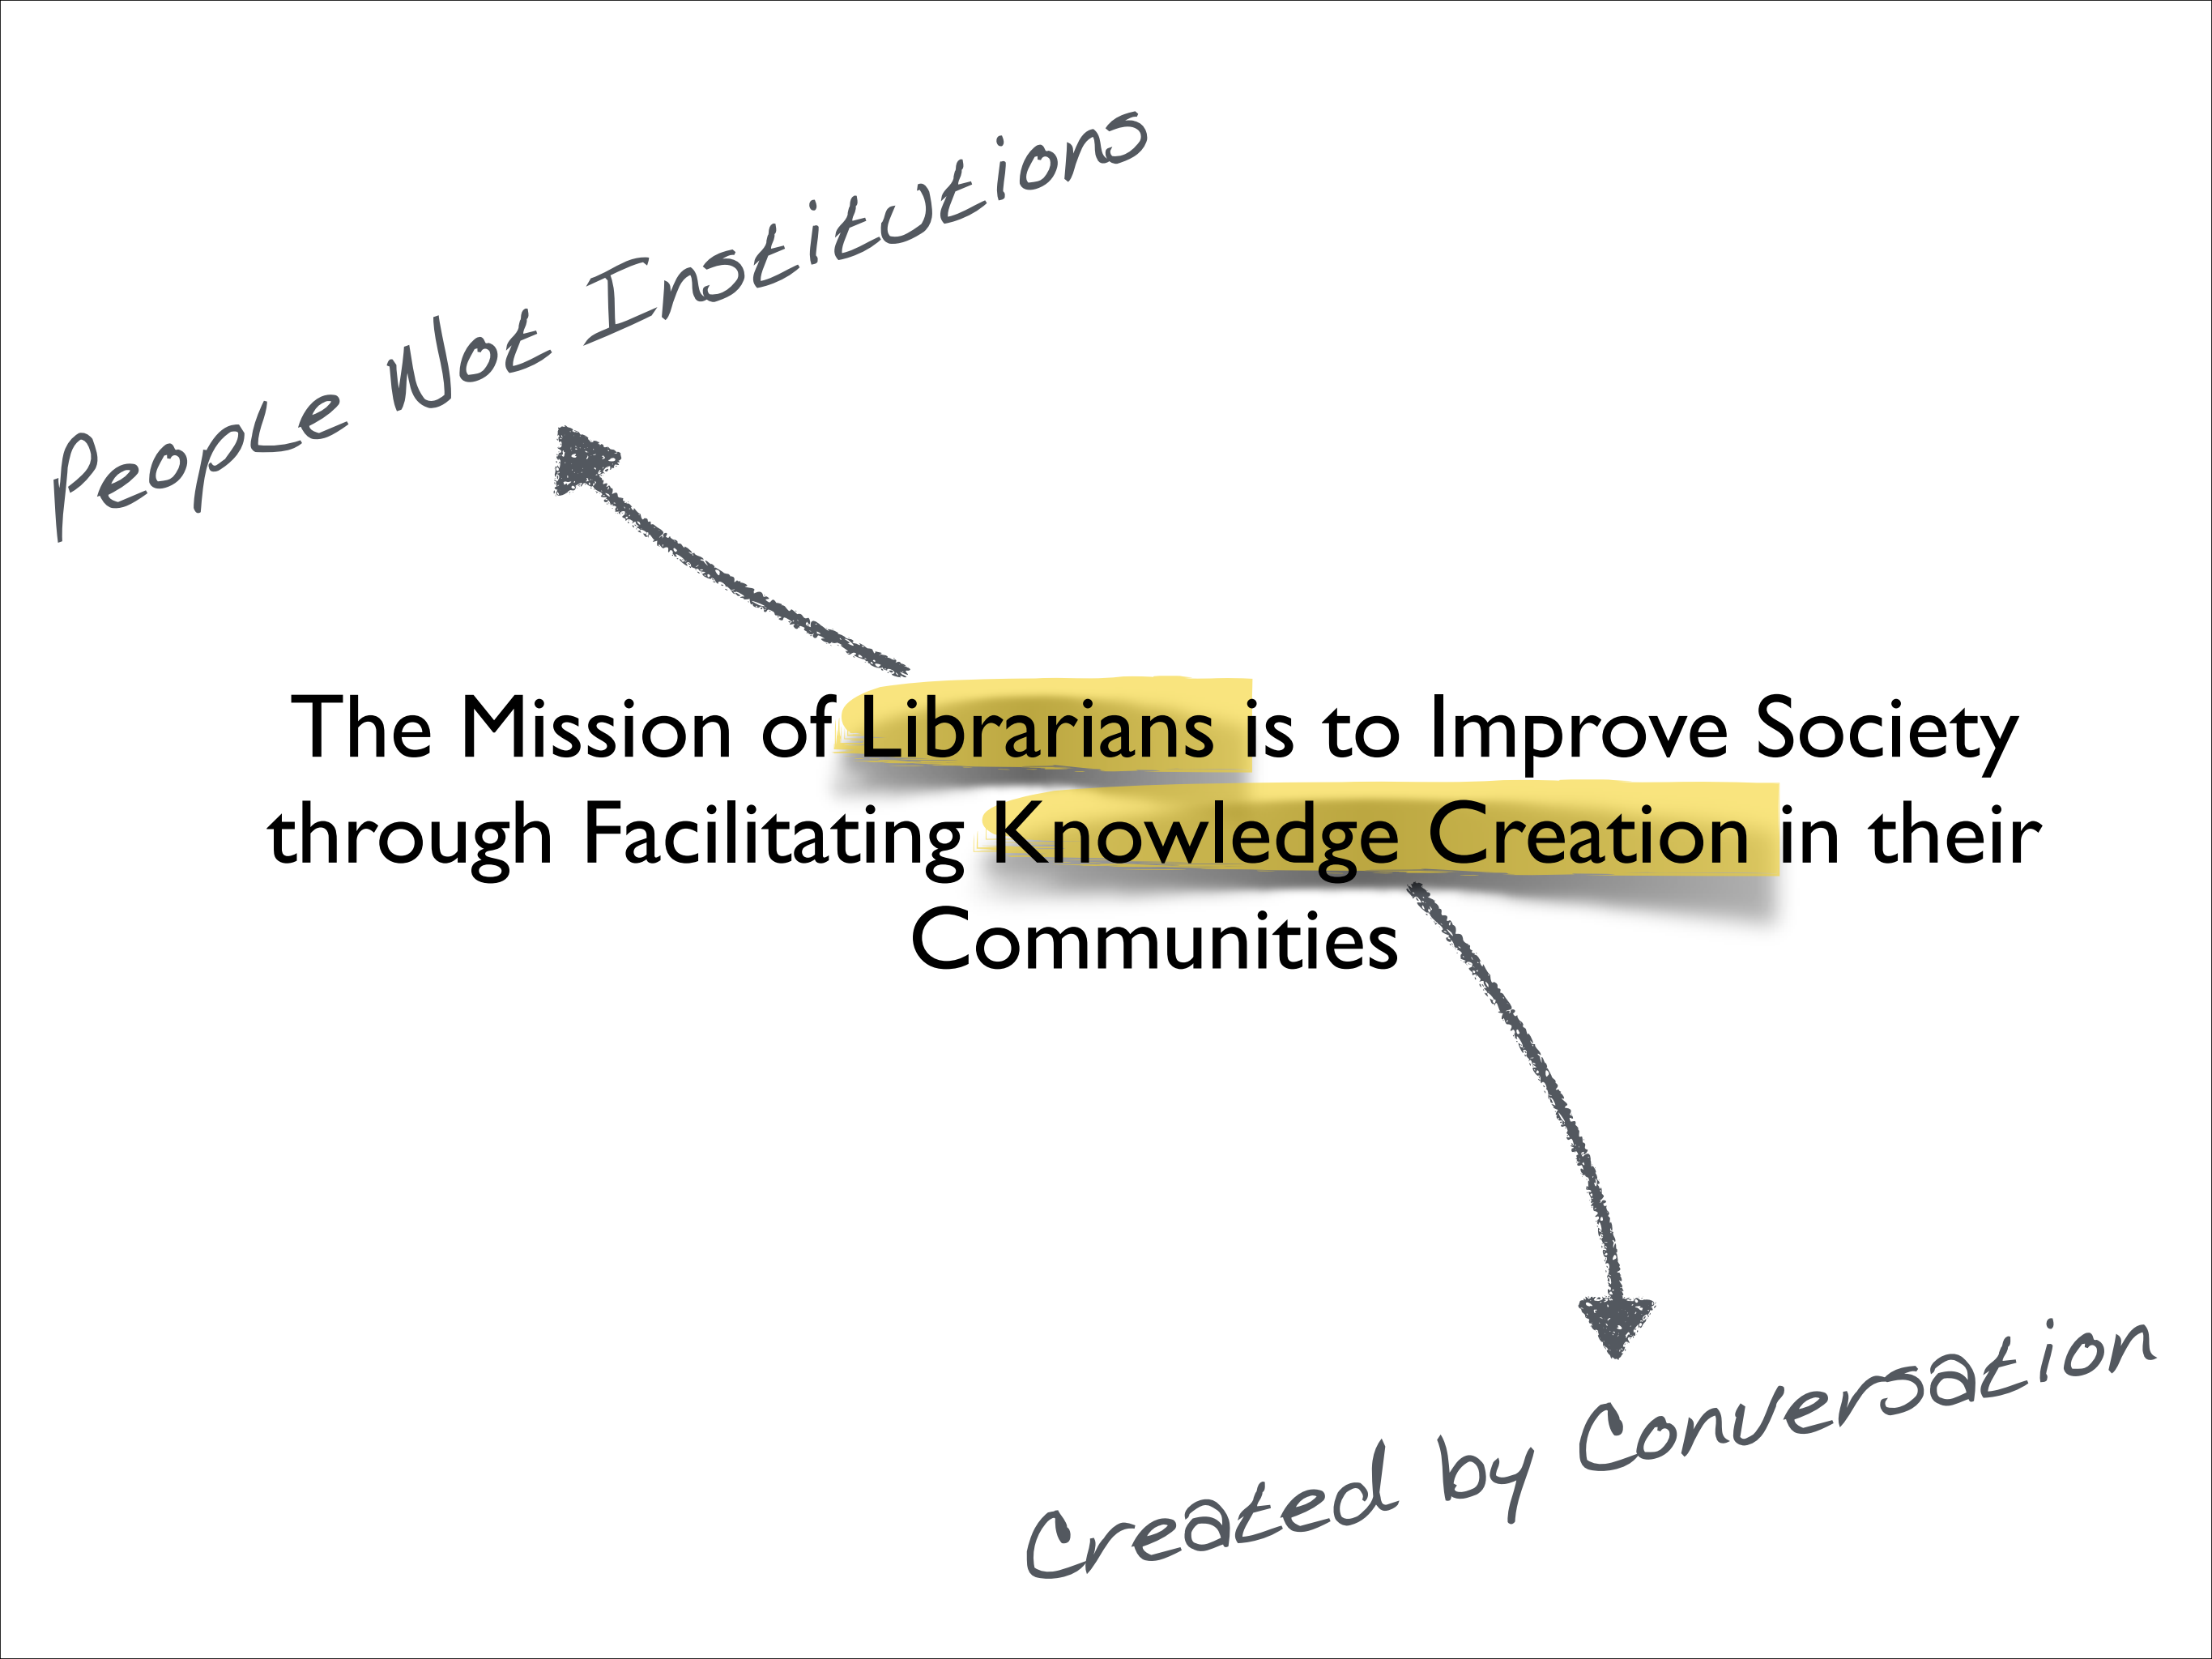 People Not Institutions
The Mission of Librarians is to Improve Society
through Facilitating Knowledge Creation in their
Communities
Created by Conversation